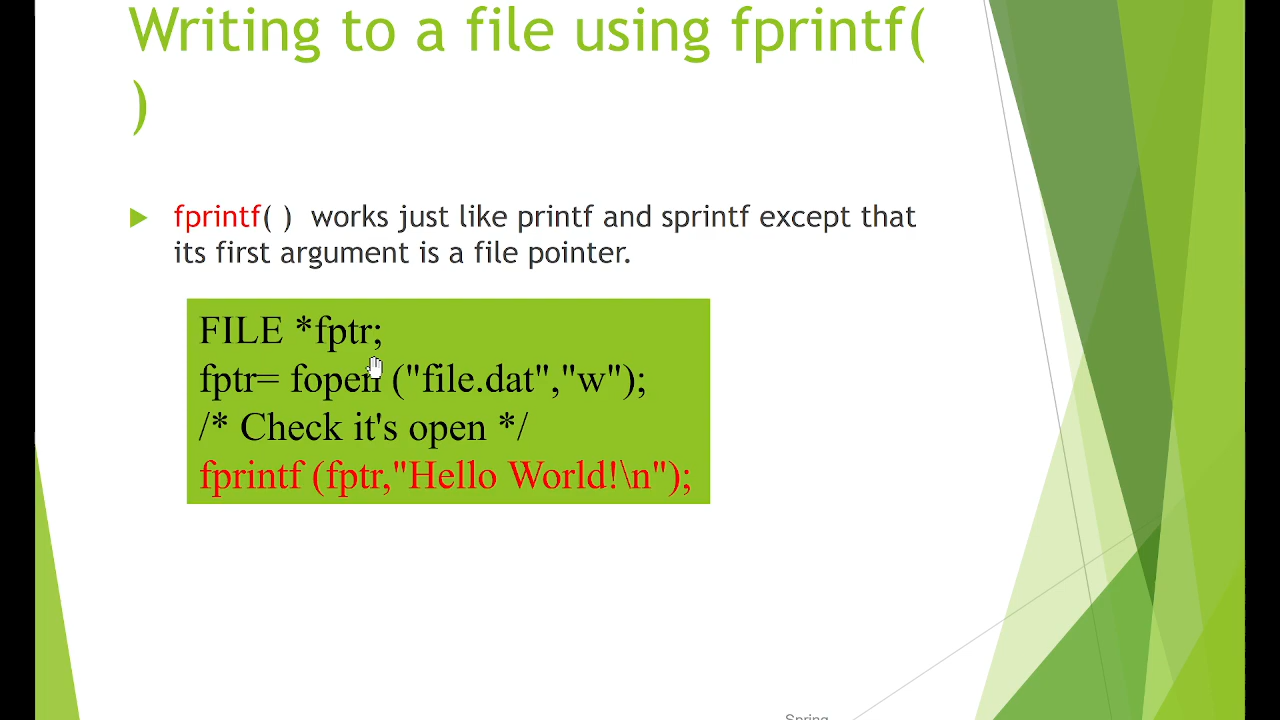 Writing to a file using fprintf(
)
fprintf( ) works just like printf and sprintf except that
its first argument is a file pointer.
FILE *fptr;
fptr= fopen ("file.dat","w");
/* Check it's open */
fprintf (fptr,"Hello World!\n");
Spring